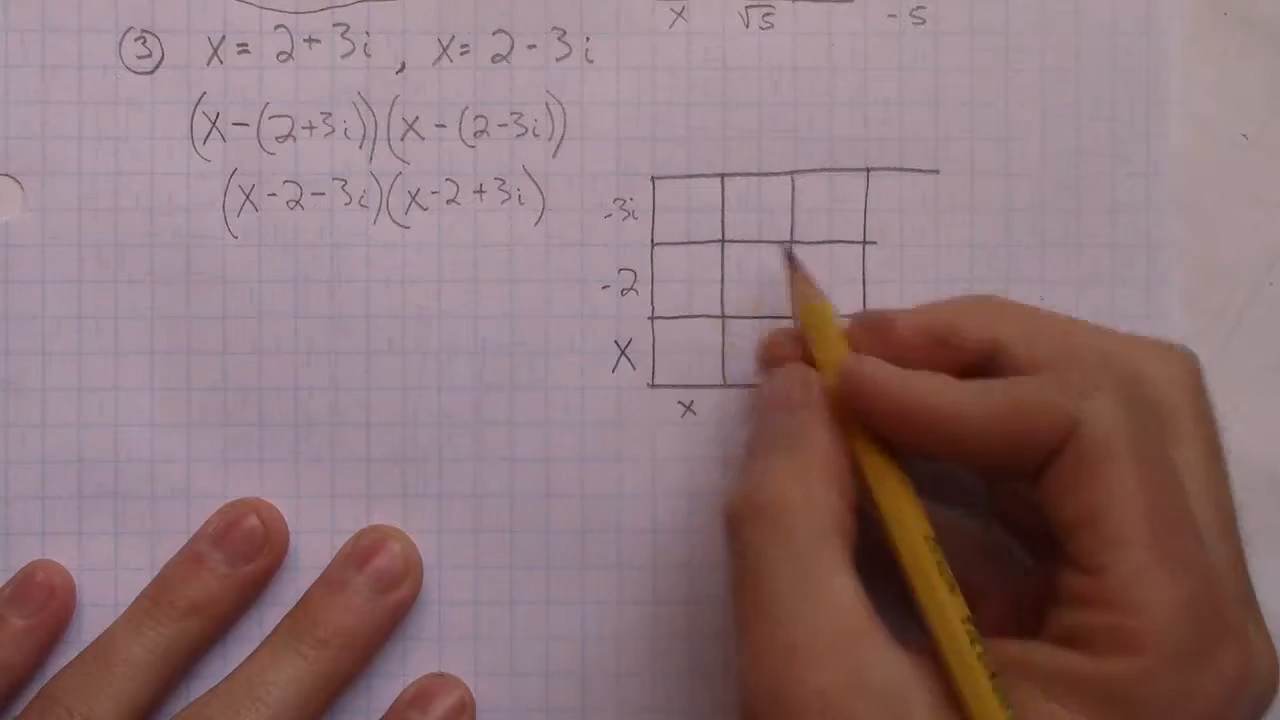 x √5 -5
③ x = 2+3i , x = 2-3i
(x-(2+3i))(x-(2-3i))
(x-2-3i)(x-2+3i)
-3i
-2
x
x